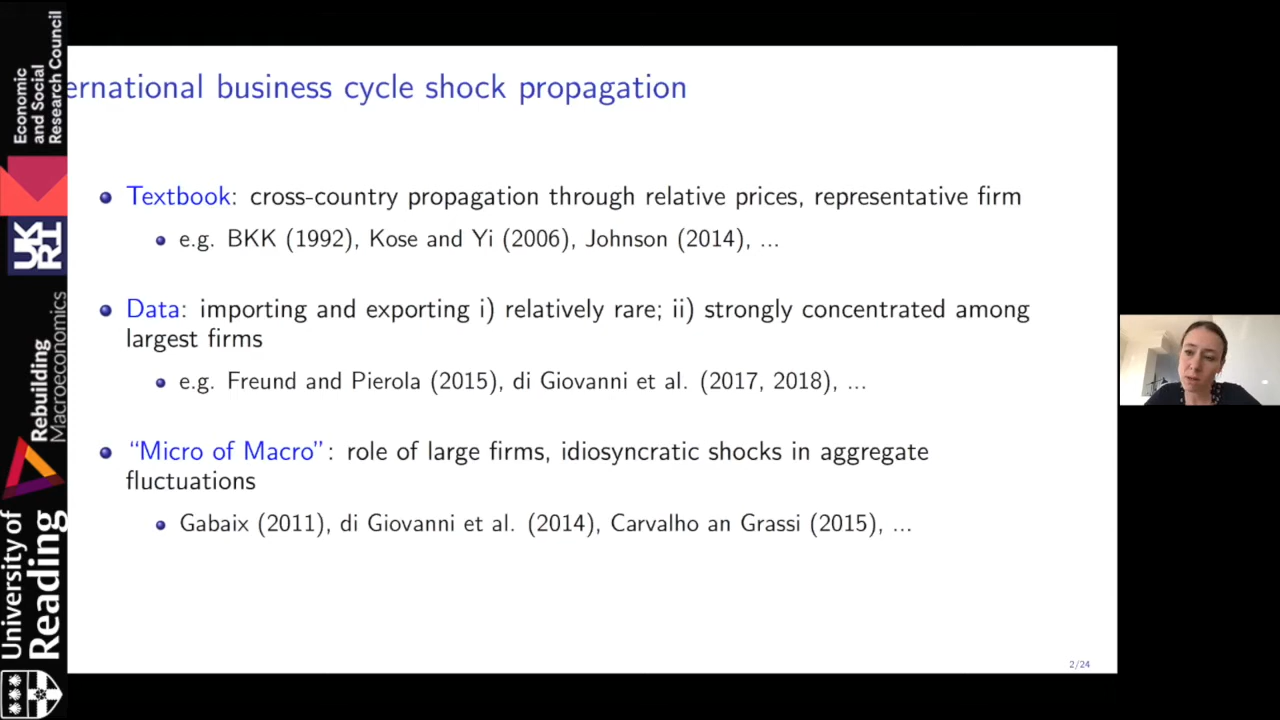 ernational business cycle shock propagation
Textbook: cross-country propagation through relative prices, representative firm
e.g. BKK (1992), Kose and Yi (2006), Johnson (2014), ...
Data: importing and exporting i) relatively rare; ii) strongly concentrated among
largest firms
e.g. Freund and Pierola (2015), di Giovanni et al. (2017, 2018), ...
“Micro of Macro”: role of large firms, idiosyncratic shocks in aggregate
fluctuations
Gabaix (2011), di Giovanni et al. (2014), Carvalho an Grassi (2015), ...
2/24
Economic
and Social
Research Council
UK
RI
Rebuilding
Macroeconomics
University of
Reading